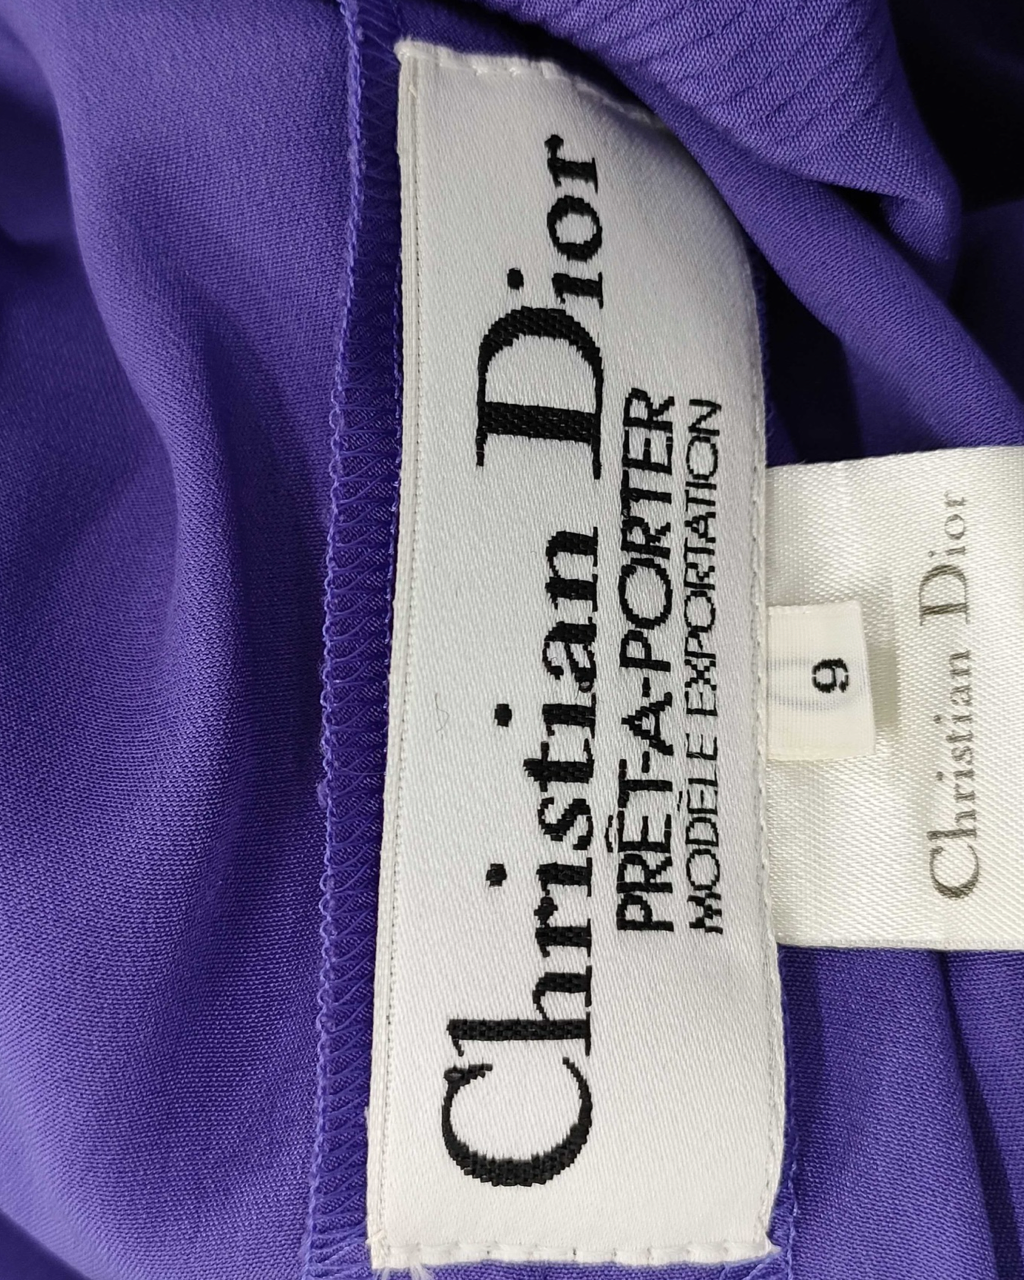 Christian Dior
PRÊT-À-PORTER
MODÈLE EXPORTATION
9
Christian Dior